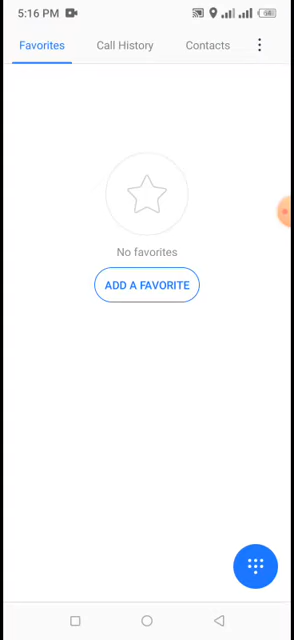 5:16 PM
Favorites Call History Contacts
No favorites
ADD A FAVORITE